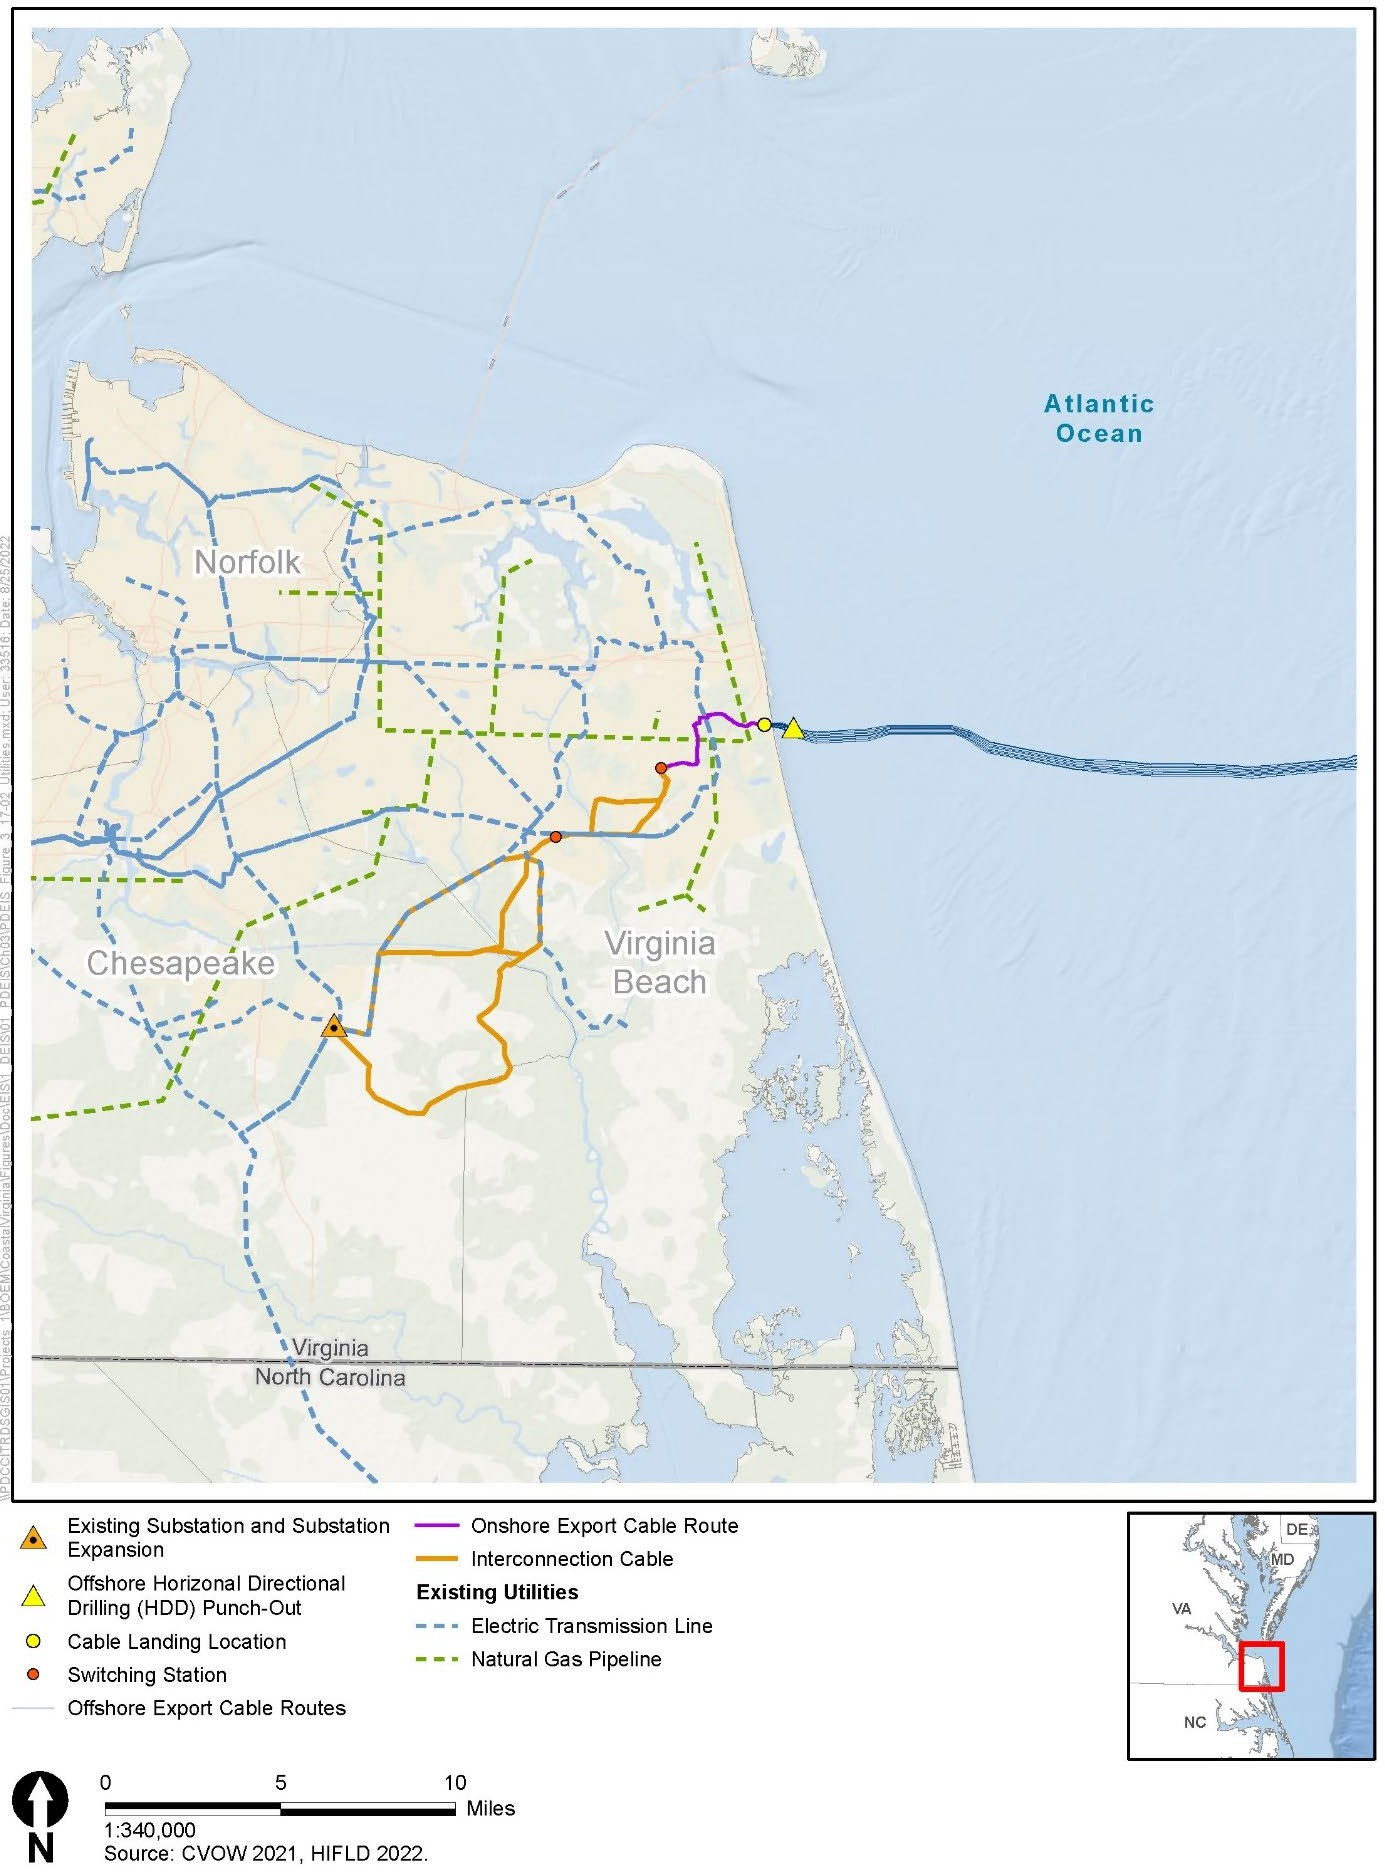 Atlantic
Ocean
Norfolk
Virginia
Beach
Chesapeake
Virginia
North Carolina
Existing Substation and Substation
Expansion
Offshore Horizonal Directional
Drilling (HDD) Punch-Out
Cable Landing Location
Switching Station
Offshore Export Cable Routes
Onshore Export Cable Route
Interconnection Cable
Existing Utilities
Electric Transmission Line
Natural Gas Pipeline
DE
MD
VA
NC
N
0 5 10
Miles
1:340,000
Source: CVOW 2021, HIFLD 2022.